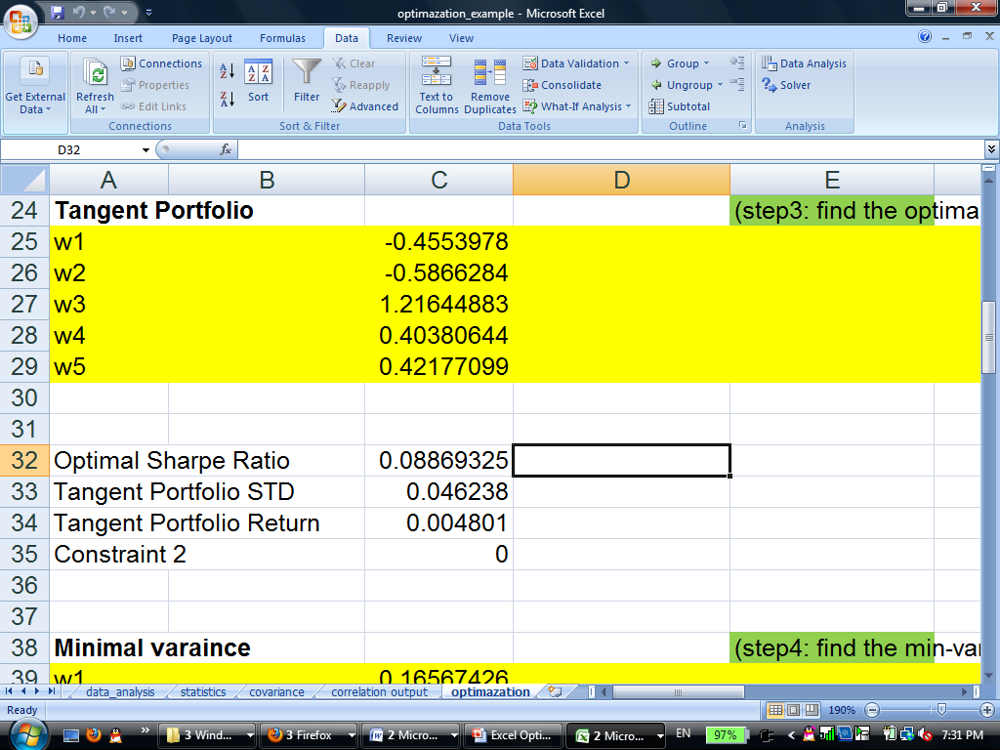 optimazation_example - Microsoft Excel
Home Insert Page Layout Formulas Data Review View
Get External Data
Refresh All
Connections
Properties
Edit Links
Connections
Sort
Filter
Clear
Reapply
Advanced
Sort & Filter
Text to Columns
Remove Duplicates
Data Validation
Consolidate
What-If Analysis
Data Tools
Group
Ungroup
Subtotal
Outline
Data Analysis
Solver
Analysis
D32 fx
A B C D E
24 Tangent Portfolio (step3: find the optima
25 w1 -0.4553978
26 w2 -0.5866284
27 w3 1.21644883
28 w4 0.40380644
29 w5 0.42177099
30
31
32 Optimal Sharpe Ratio 0.08869325
33 Tangent Portfolio STD 0.046238
34 Tangent Portfolio Return 0.004801
35 Constraint 2 0
36
37
38 Minimal varaince (step4: find the min-var
39 w1 0.16567426
data_analysis statistics covariance correlation output optimazation
Ready 190%
3 Wind... 3 Firefox 2 Micro... Excel Opti... 2 Micro... EN 97% 7:31 PM